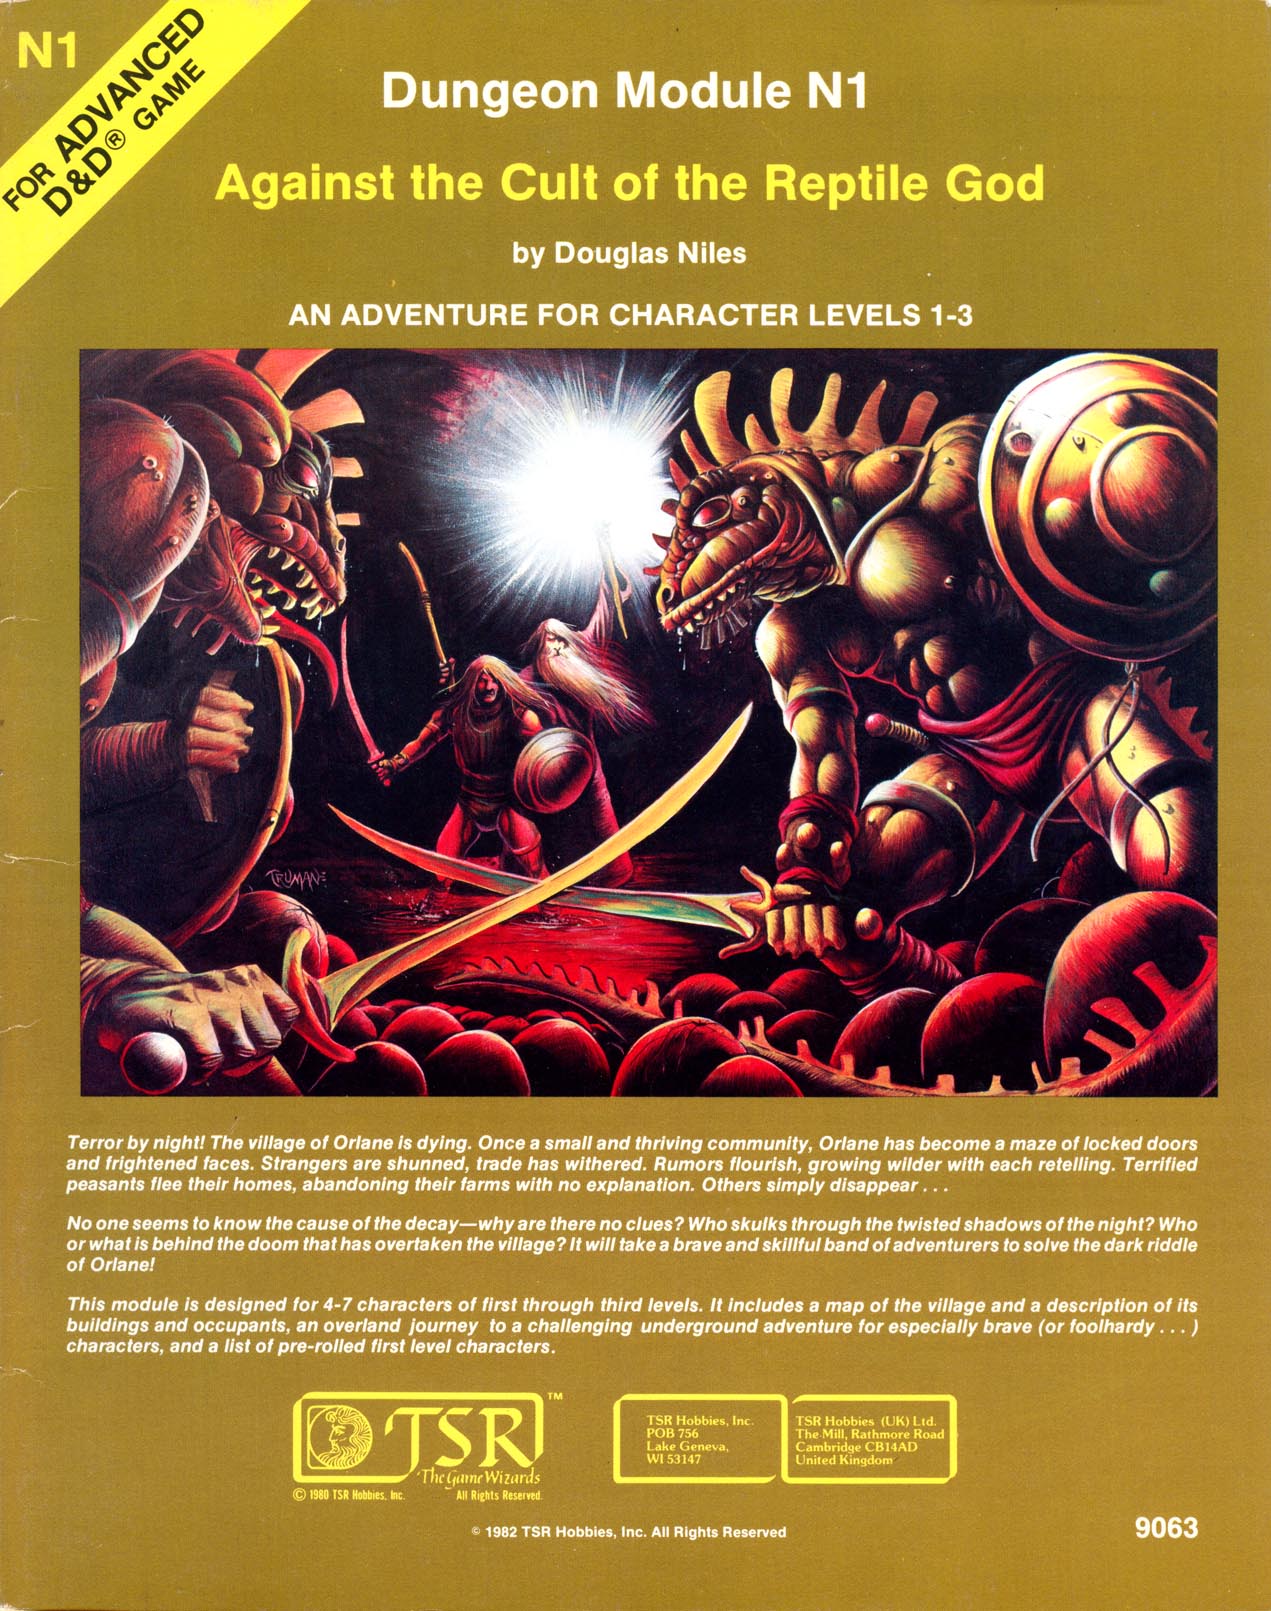 N1
FOR ADVANCED
D&D® GAME
Dungeon Module N1
Against the Cult of the Reptile God
by Douglas Niles
AN ADVENTURE FOR CHARACTER LEVELS 1-3
TRUMAN
Terror by night! The village of Orlane is dying. Once a small and thriving community, Orlane has become a maze of locked doors
and frightened faces. Strangers are shunned, trade has withered. Rumors flourish, growing wilder with each retelling. Terrified
peasants flee their homes, abandoning their farms with no explanation. Others simply disappear . . .
No one seems to know the cause of the decay—why are there no clues? Who skulks through the twisted shadows of the night? Who
or what is behind the doom that has overtaken the village? It will take a brave and skillful band of adventurers to solve the dark riddle
of Orlane!
This module is designed for 4-7 characters of first through third levels. It includes a map of the village and a description of its
buildings and occupants, an overland journey to a challenging underground adventure for especially brave (or foolhardy . . . )
characters, and a list of pre-rolled first level characters.
TSR™
The Game Wizards
© 1980 TSR Hobbies, Inc. All Rights Reserved.
TSR Hobbies, Inc.
POB 756
Lake Geneva,
WI 53147
TSR Hobbies (UK) Ltd.
The Mill, Rathmore Road
Cambridge CB14AD
United Kingdom
© 1982 TSR Hobbies, Inc. All Rights Reserved
9063